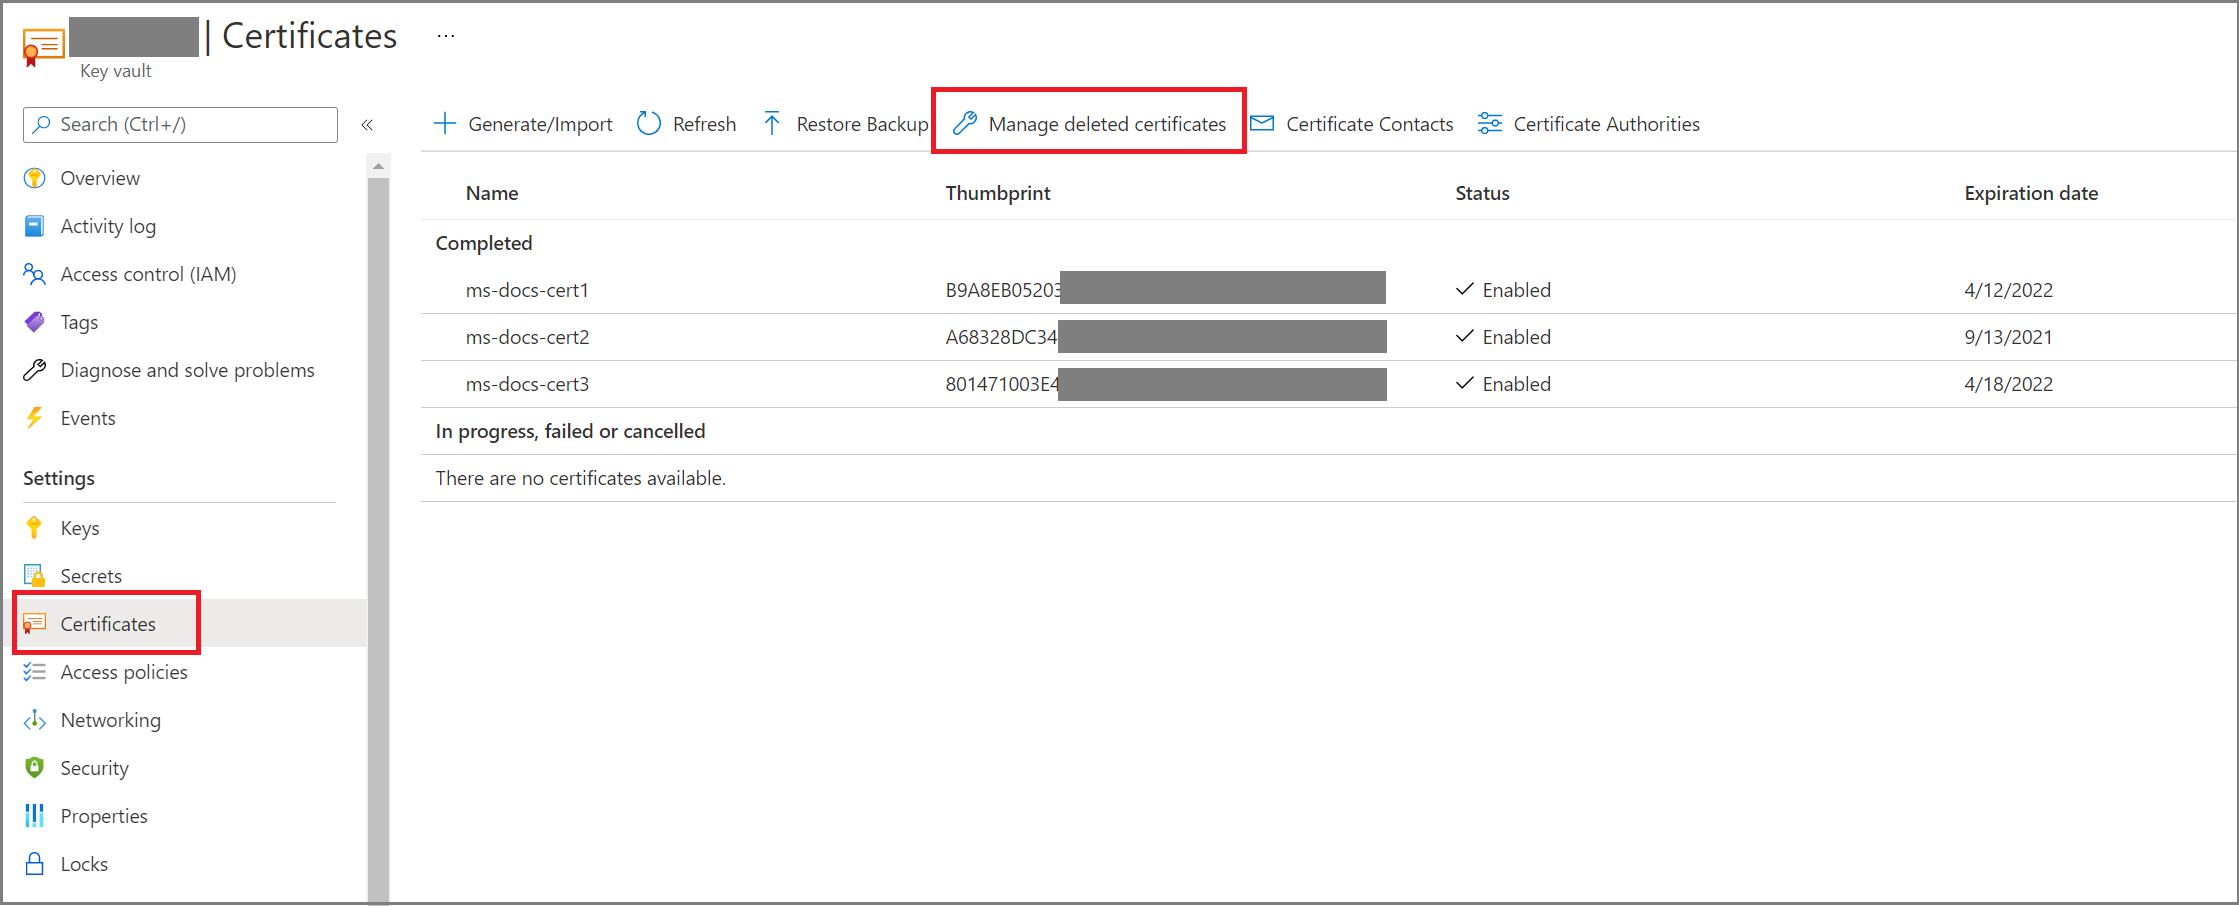 | Certificates ...
Key vault
Search (Ctrl+/)
«
Overview
Activity log
Access control (IAM)
Tags
Diagnose and solve problems
Events
Settings
Keys
Secrets
Certificates
Access policies
Networking
Security
Properties
Locks
Generate/Import Refresh Restore Backup Manage deleted certificates Certificate Contacts Certificate Authorities
Name Thumbprint Status Expiration date
Completed
ms-docs-cert1 B9A8EB05203 Enabled 4/12/2022
ms-docs-cert2 A68328DC34 Enabled 9/13/2021
ms-docs-cert3 801471003E4 Enabled 4/18/2022
In progress, failed or cancelled
There are no certificates available.